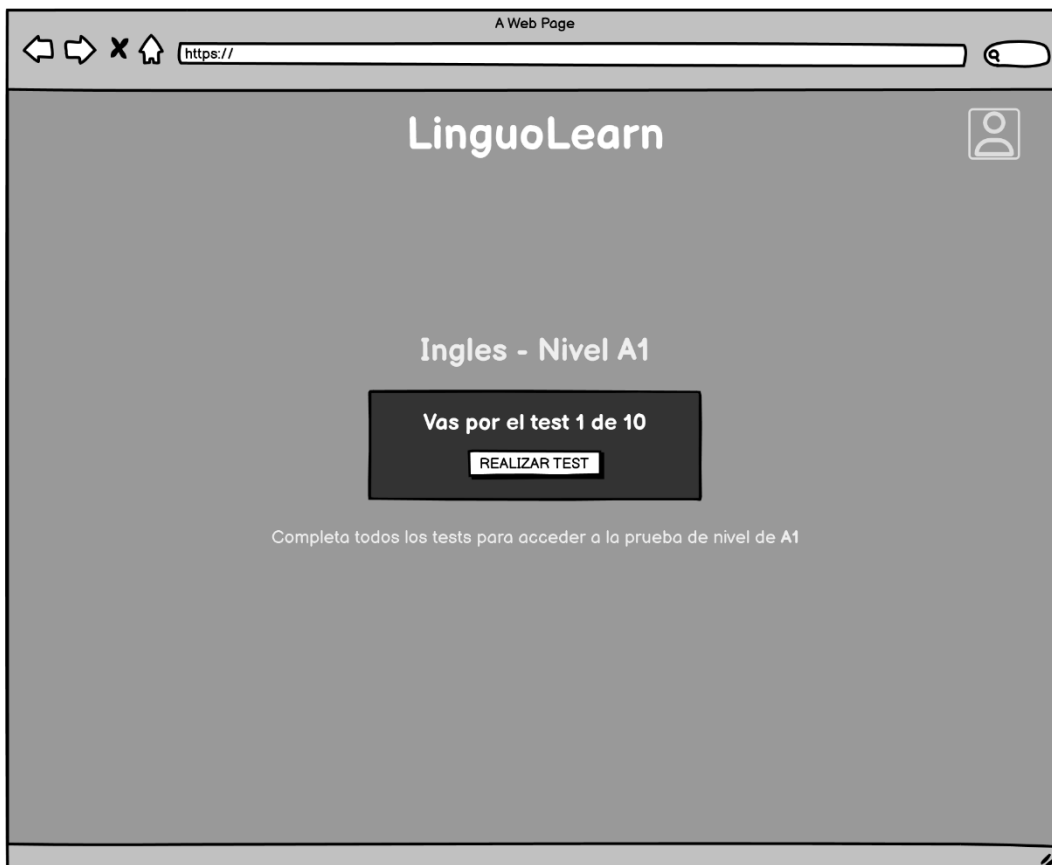 A Web Page
https://
LinguoLearn
Ingles - Nivel A1
Vas por el test 1 de 10
REALIZAR TEST
Completa todos los tests para acceder a la prueba de nivel de A1